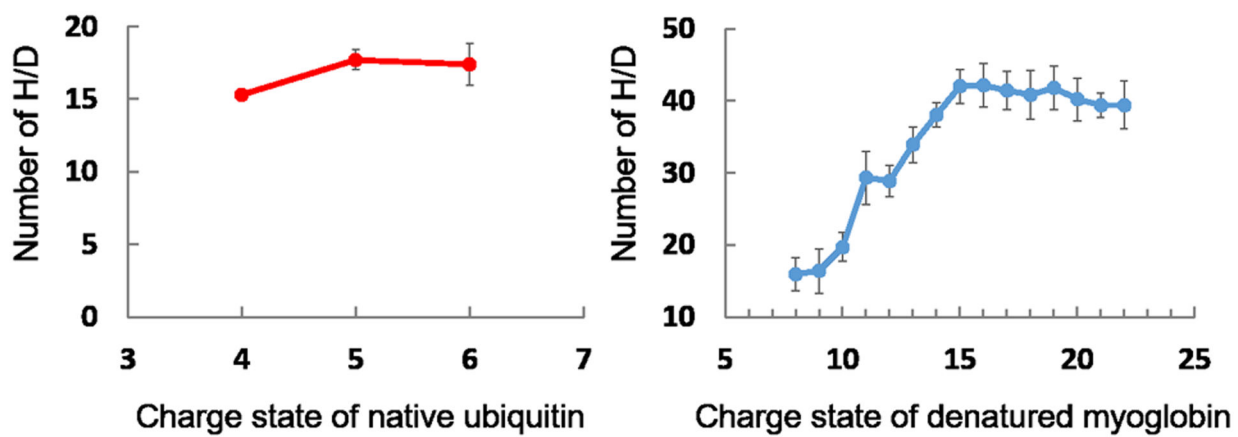 Number of H/D
20
15
10
5
0
3 4 5 6 7
Charge state of native ubiquitin
Number of H/D
50
40
30
20
10
5 10 15 20 25
Charge state of denatured myoglobin